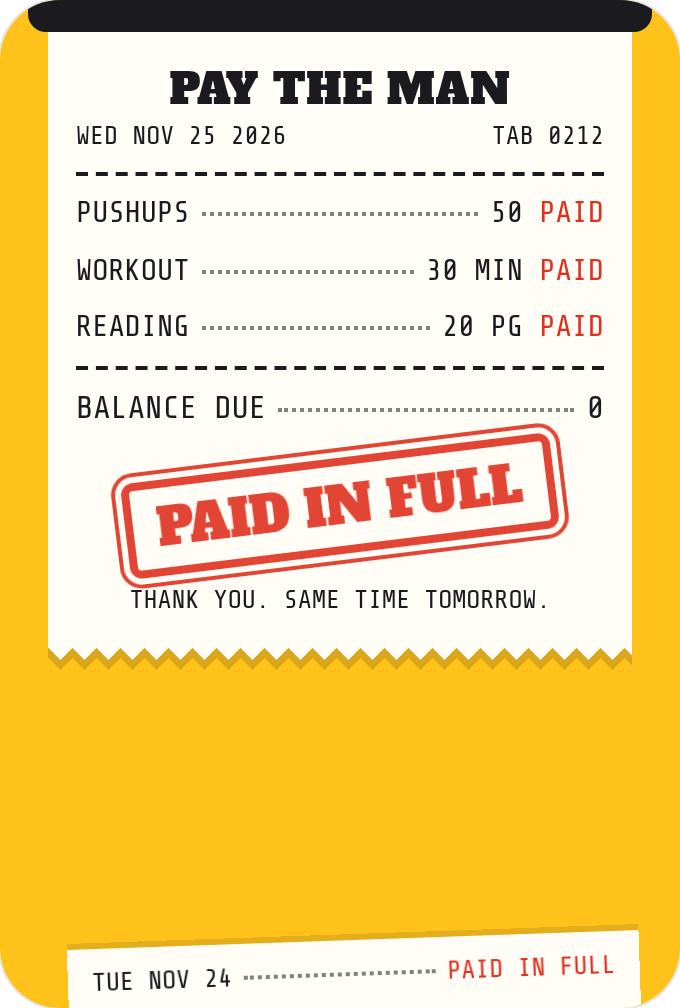 PAY THE MAN
WED NOV 25 2026 TAB 0212
PUSHUPS 50 PAID
WORKOUT 30 MIN PAID
READING 20 PG PAID
BALANCE DUE 0
PAID IN FULL
THANK YOU. SAME TIME TOMORROW.
TUE NOV 24 PAID IN FULL